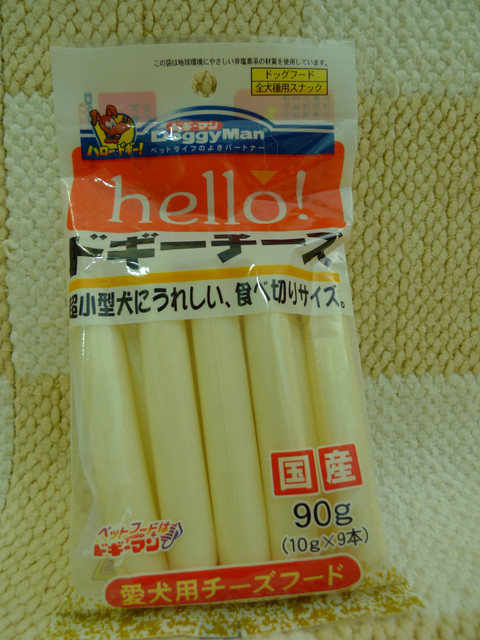 この袋は地球環境にやさしい非塩素系の材質を使用しています。
ドッグフード
全犬種用スナック
ハロードギー!
ドギーマン
DoggyMan
ペットライフのよきパートナー
hello!
ドギーチーズ
超小型犬にうれしい、食べ切りサイズ。
国産
90g
(10g×9本)
ペットフードは
ドギーマン
愛犬用チーズフード